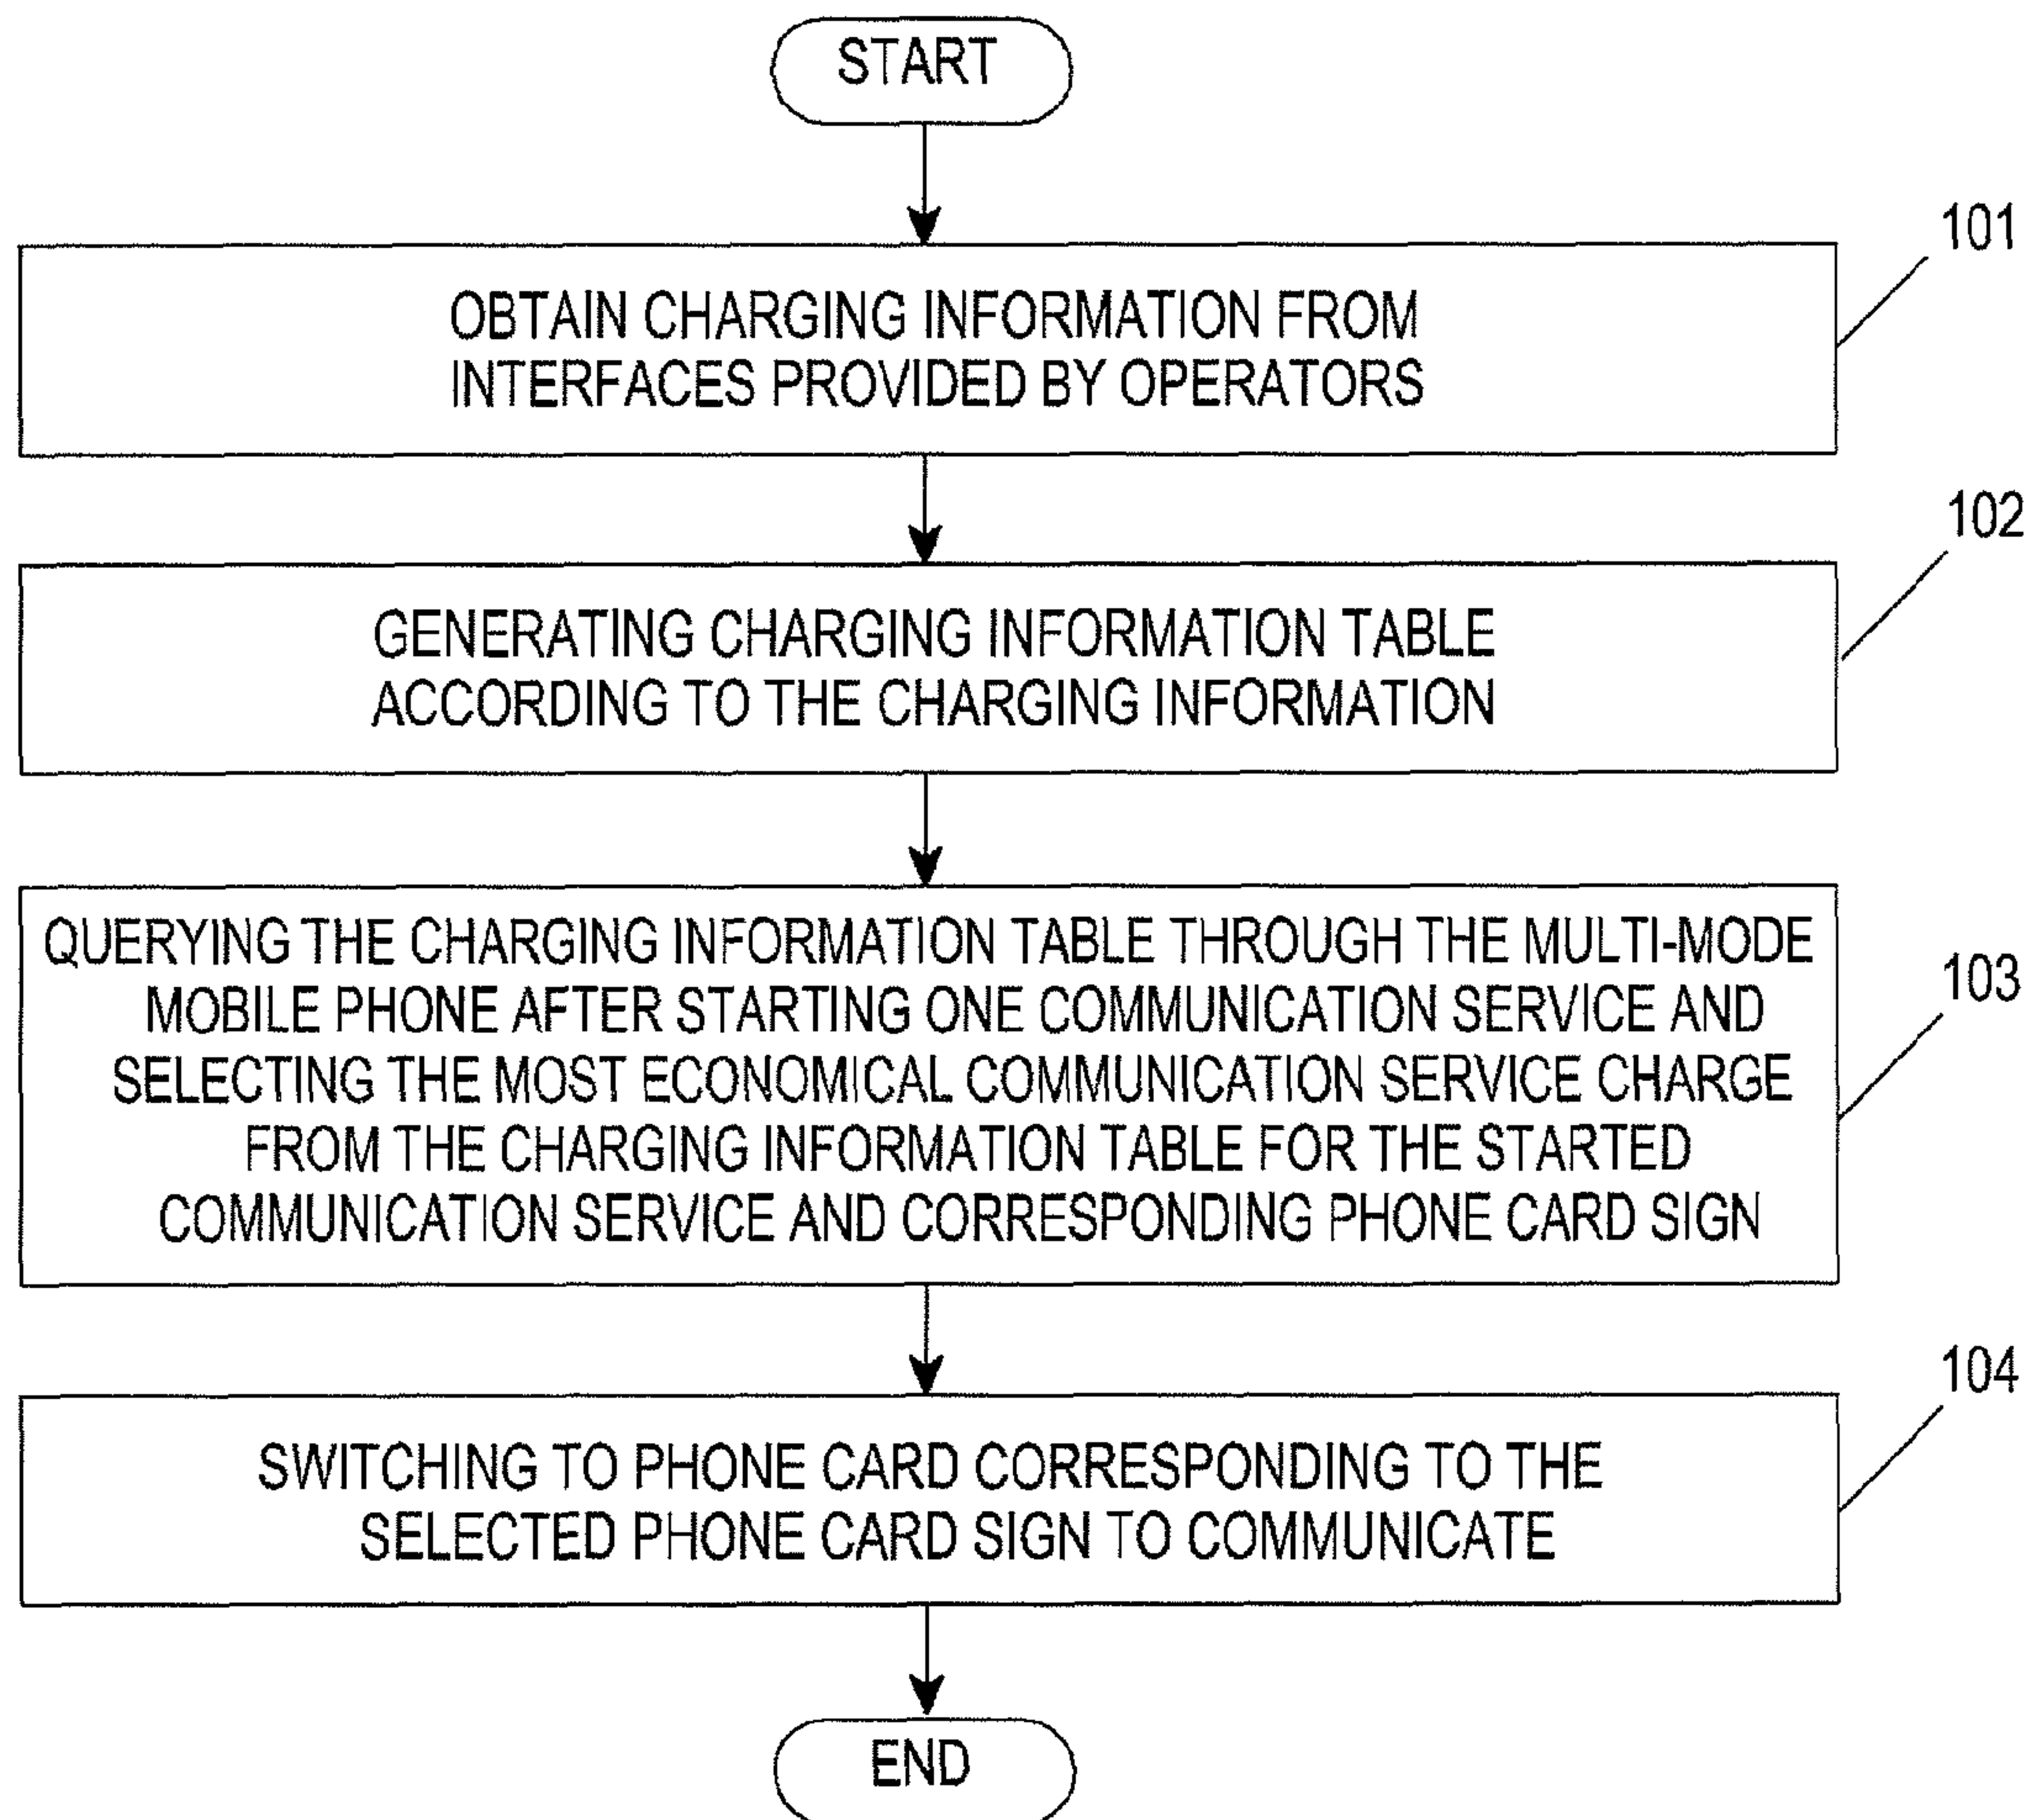 START
101
OBTAIN CHARGING INFORMATION FROM
INTERFACES PROVIDED BY OPERATORS
102
GENERATING CHARGING INFORMATION TABLE
ACCORDING TO THE CHARGING INFORMATION
103
QUERYING THE CHARGING INFORMATION TABLE THROUGH THE MULTI-MODE
MOBILE PHONE AFTER STARTING ONE COMMUNICATION SERVICE AND
SELECTING THE MOST ECONOMICAL COMMUNICATION SERVICE CHARGE
FROM THE CHARGING INFORMATION TABLE FOR THE STARTED
COMMUNICATION SERVICE AND CORRESPONDING PHONE CARD SIGN
104
SWITCHING TO PHONE CARD CORRESPONDING TO THE
SELECTED PHONE CARD SIGN TO COMMUNICATE
END